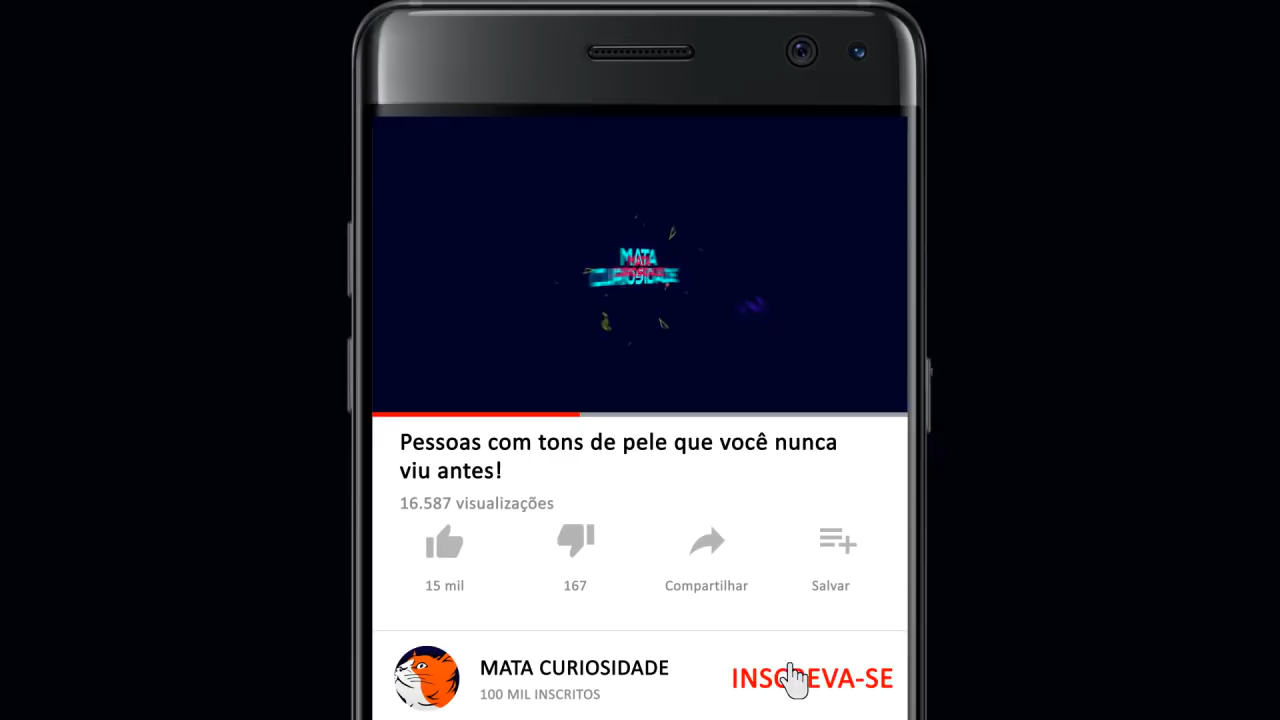 MATA
Pessoas com tons de pele que você nunca
viu antes!
16.587 visualizações
15 mil
167
Compartilhar
Salvar
MATA CURIOSIDADE
INSCREVA-SE
100 MIL INSCRITOS